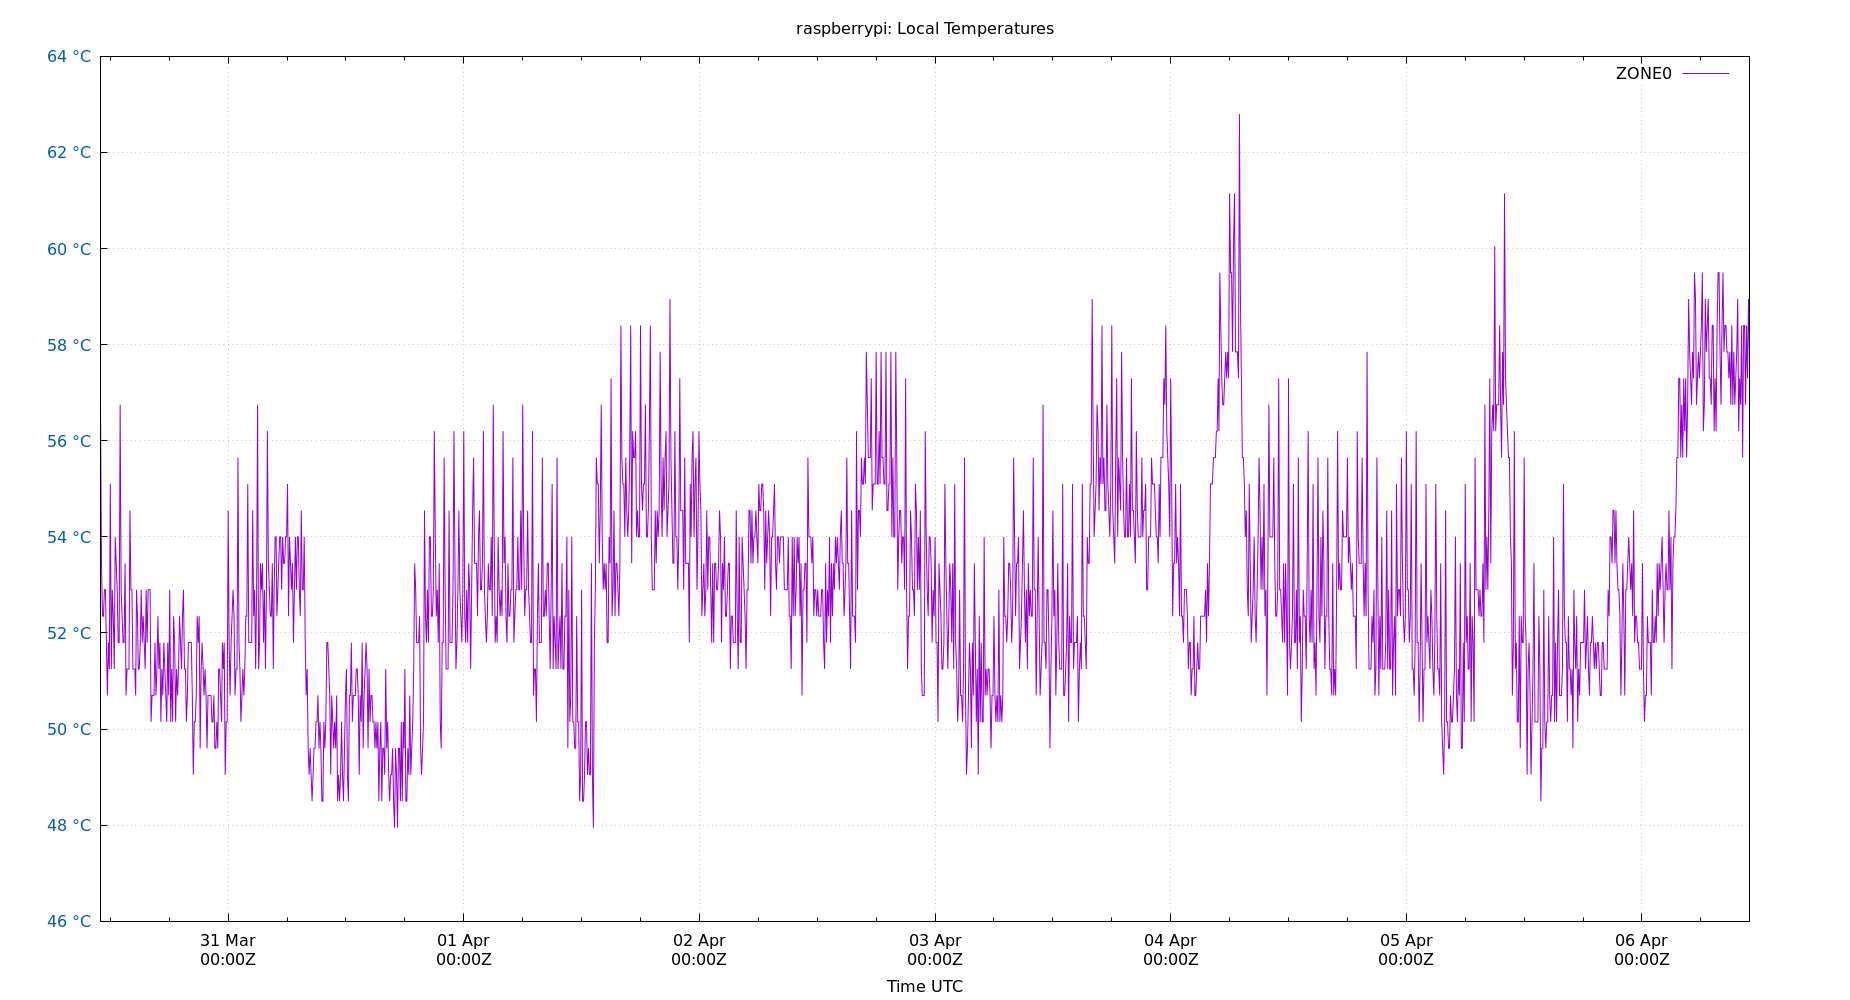 raspberrypi: Local Temperatures
64 °C
ZONE0
62 °C
60 °C
58 °C
56 °C
54 °C
52 °C
50 °C
48 °C
46 °C
31 Mar 01 Apr 02 Apr 03 Apr 04 Apr 05 Apr 06 Apr
00:00Z 00:00Z 00:00Z 00:00Z 00:00Z 00:00Z 00:00Z
Time UTC